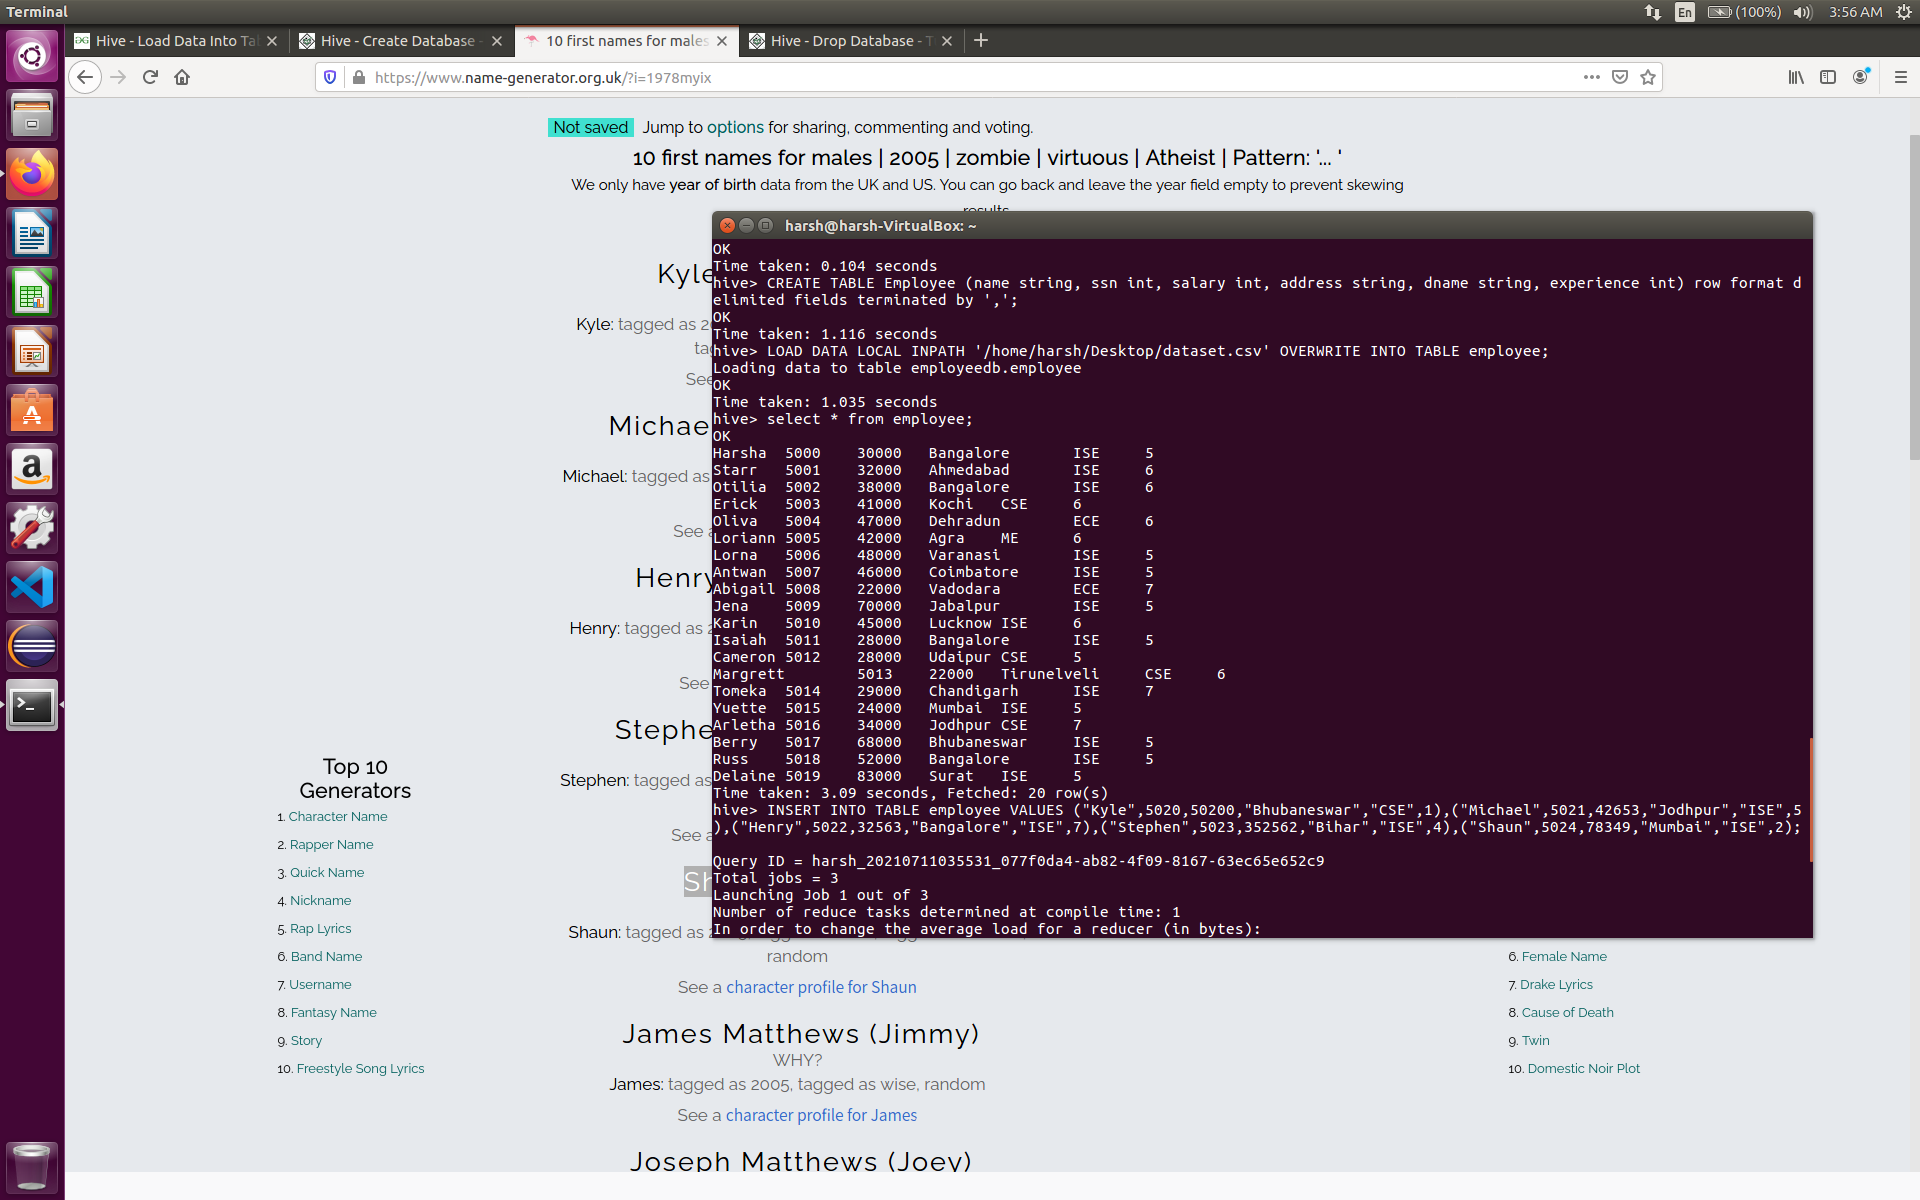 Terminal
En
(100%)
3:56 AM
Hive - Load Data Into Ta
Hive - Create Database -
10 first names for males
Hive - Drop Database - T
https://www.name-generator.org.uk/?i=1978myix
Not saved Jump to options for sharing, commenting and voting.
10 first names for males | 2005 | zombie | virtuous | Atheist | Pattern: '... '
We only have year of birth data from the UK and US. You can go back and leave the year field empty to prevent skewing
results
Kyle
Kyle: tagged as 2
See
Michae
Michael: tagged as
See a
Henry
Henry: tagged as 2
See
Stephe
Stephen: tagged as
See a
Sh
Shaun: tagged as
random
See a character profile for Shaun
James Matthews (Jimmy)
WHY?
James: tagged as 2005, tagged as wise, random
See a character profile for James
Joseph Matthews (Joey)
Top 10
Generators
1. Character Name
2. Rapper Name
3. Quick Name
4. Nickname
5. Rap Lyrics
6. Band Name
7. Username
8. Fantasy Name
9. Story
10. Freestyle Song Lyrics
6. Female Name
7. Drake Lyrics
8. Cause of Death
9. Twin
10. Domestic Noir Plot
harsh@harsh-VirtualBox: ~
OK
Time taken: 0.104 seconds
hive> CREATE TABLE Employee (name string, ssn int, salary int, address string, dname string, experience int) row format d
elimited fields terminated by ',';
OK
Time taken: 1.116 seconds
hive> LOAD DATA LOCAL INPATH '/home/harsh/Desktop/dataset.csv' OVERWRITE INTO TABLE employee;
Loading data to table employeedb.employee
OK
Time taken: 1.035 seconds
hive> select * from employee;
OK
Harsha 5000 30000 Bangalore ISE 5
Starr 5001 32000 Ahmedabad ISE 6
Otilia 5002 38000 Bangalore ISE 6
Erick 5003 41000 Kochi CSE 6
Oliva 5004 47000 Dehradun ECE 6
Loriann 5005 42000 Agra ME 6
Lorna 5006 48000 Varanasi ISE 5
Antwan 5007 46000 Coimbatore ISE 5
Abigail 5008 22000 Vadodara ECE 7
Jena 5009 70000 Jabalpur ISE 5
Karin 5010 45000 Lucknow ISE 6
Isaiah 5011 28000 Bangalore ISE 5
Cameron 5012 28000 Udaipur CSE 5
Margrett 5013 22000 Tirunelveli CSE 6
Tomeka 5014 29000 Chandigarh ISE 7
Yuette 5015 24000 Mumbai ISE 5
Arletha 5016 34000 Jodhpur CSE 7
Berry 5017 68000 Bhubaneswar ISE 5
Russ 5018 52000 Bangalore ISE 5
Delaine 5019 83000 Surat ISE 5
Time taken: 3.09 seconds, Fetched: 20 row(s)
hive> INSERT INTO TABLE employee VALUES ("Kyle",5020,50200,"Bhubaneswar","CSE",1),("Michael",5021,42653,"Jodhpur","ISE",5
),("Henry",5022,32563,"Bangalore","ISE",7),("Stephen",5023,352562,"Bihar","ISE",4),("Shaun",5024,78349,"Mumbai","ISE",2);
Query ID = harsh_20210711035531_077f0da4-ab82-4f09-8167-63ec65e652c9
Total jobs = 3
Launching Job 1 out of 3
Number of reduce tasks determined at compile time: 1
In order to change the average load for a reducer (in bytes):